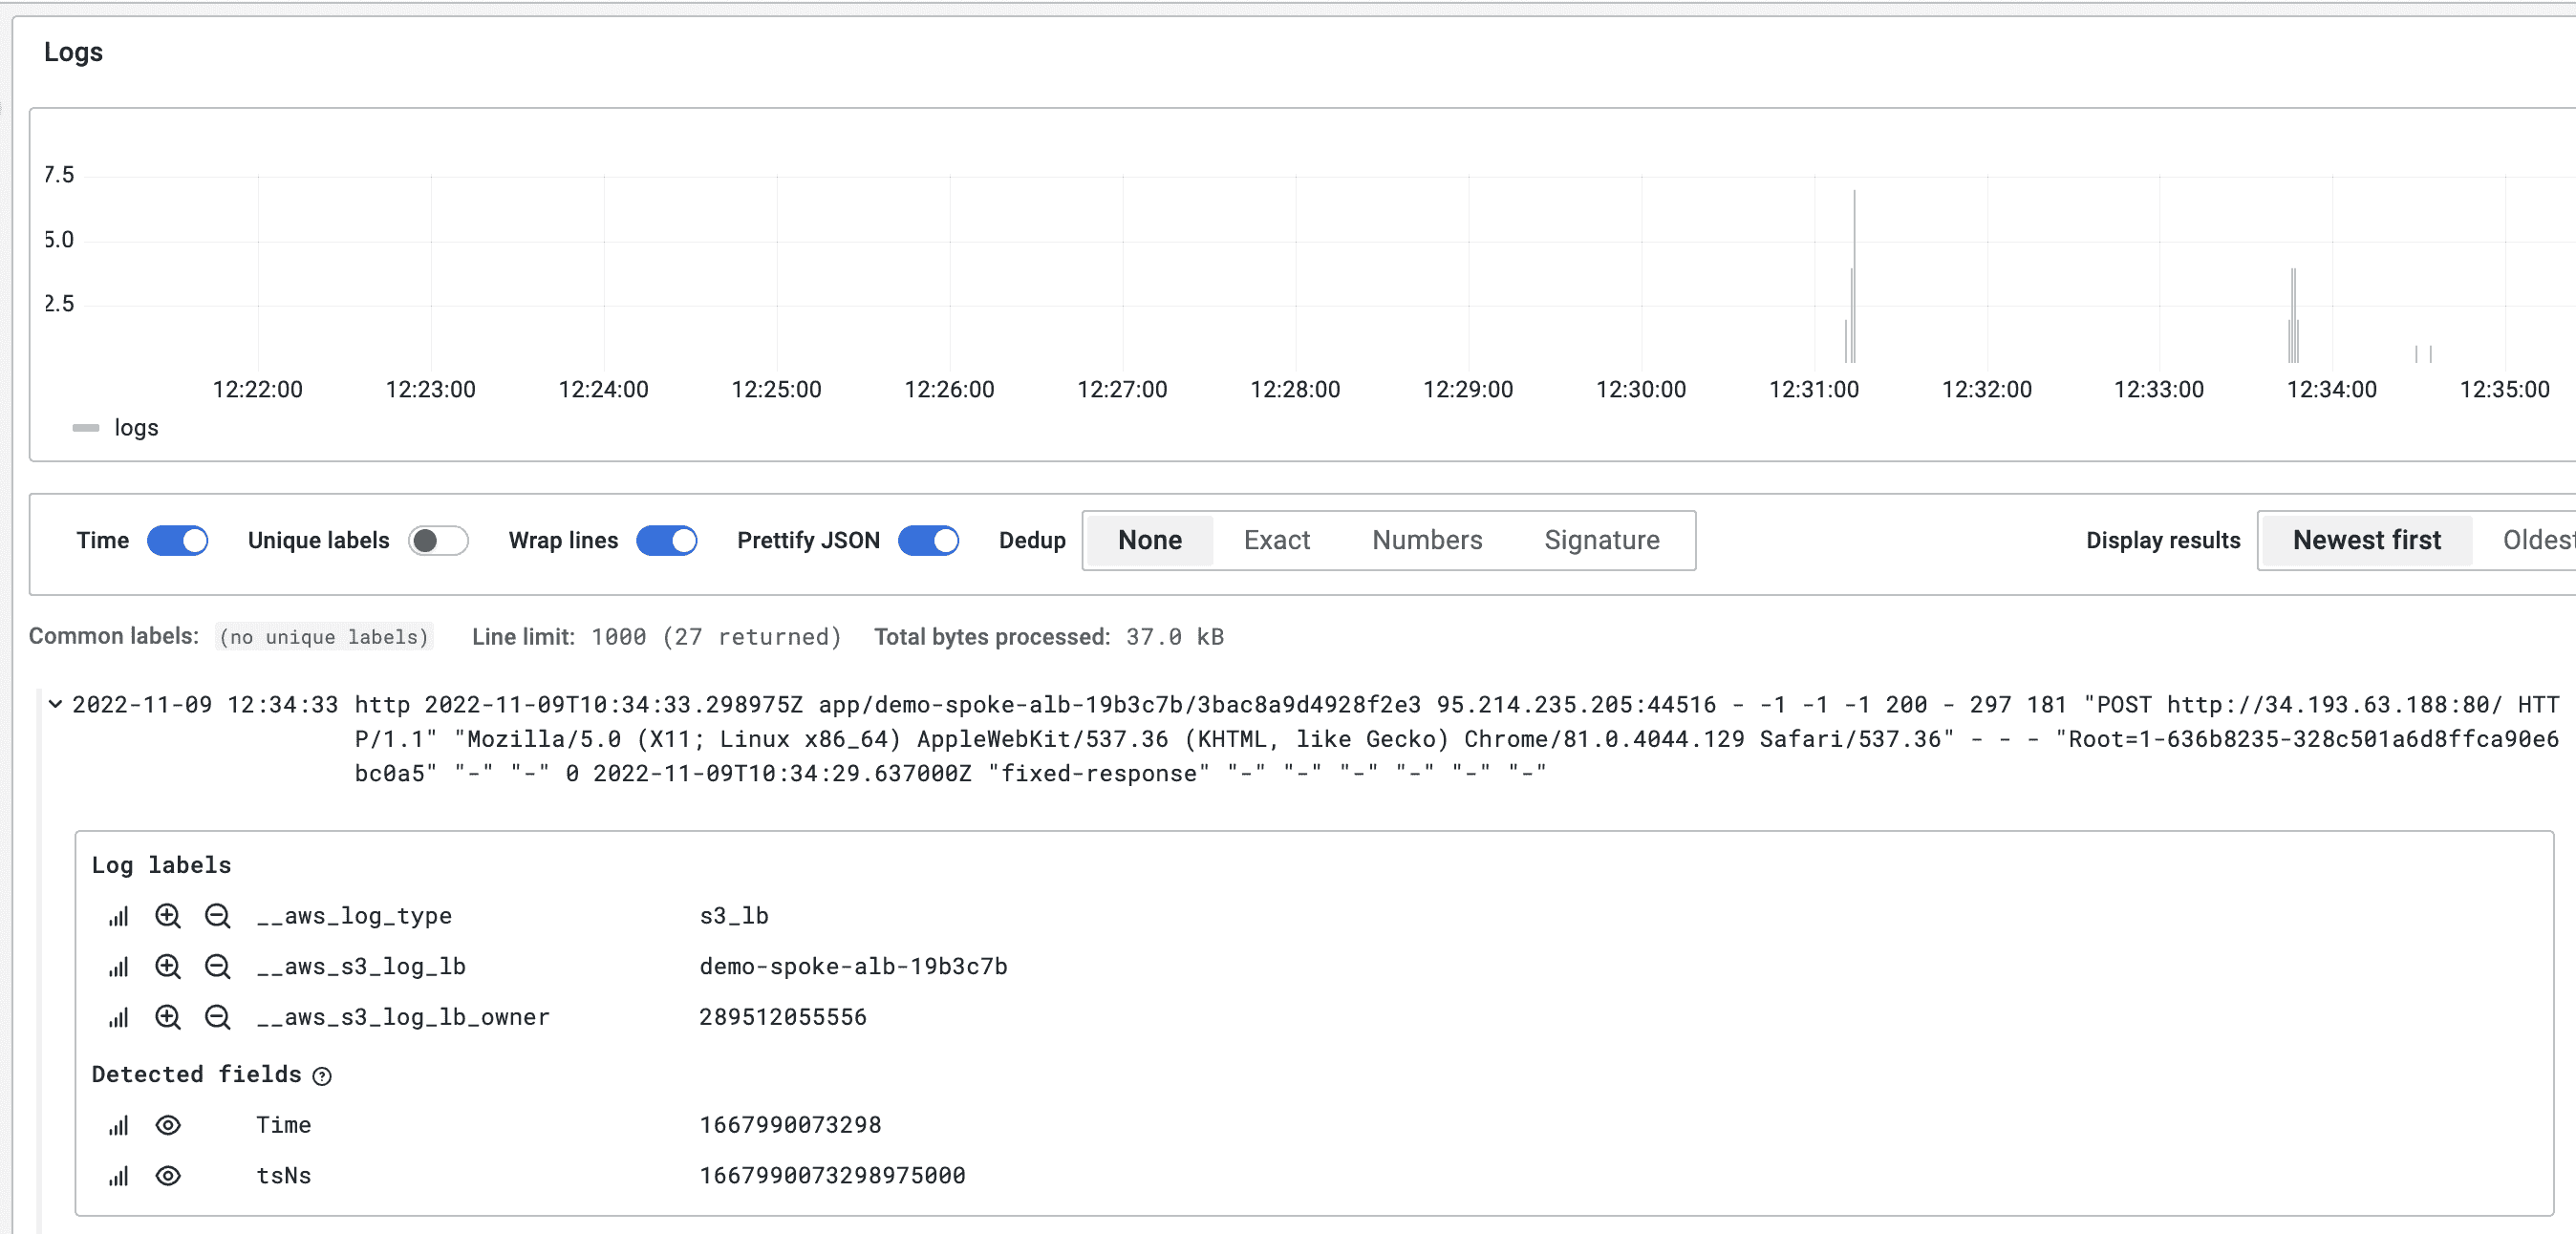 Logs
7.5
5.0
2.5
12:22:00 12:23:00 12:24:00 12:25:00 12:26:00 12:27:00 12:28:00 12:29:00 12:30:00 12:31:00 12:32:00 12:33:00 12:34:00 12:35:00
logs
Time Unique labels Wrap lines Prettify JSON Dedup None Exact Numbers Signature Display results Newest first Oldest
Common labels: (no unique labels) Line limit: 1000 (27 returned) Total bytes processed: 37.0 kB
2022-11-09 12:34:33 http 2022-11-09T10:34:33.298975Z app/demo-spoke-alb-19b3c7b/3bac8a9d4928f2e3 95.214.235.205:44516 - -1 -1 -1 200 - 297 181 "POST http://34.193.63.188:80/ HTT
P/1.1" "Mozilla/5.0 (X11; Linux x86_64) AppleWebKit/537.36 (KHTML, like Gecko) Chrome/81.0.4044.129 Safari/537.36" - - - "Root=1-636b8235-328c501a6d8ffca90e6
bc0a5" "-" "-" 0 2022-11-09T10:34:29.637000Z "fixed-response" "-" "-" "-" "-" "-" "-"
Log labels
__aws_log_type s3_lb
__aws_s3_log_lb demo-spoke-alb-19b3c7b
__aws_s3_log_lb_owner 289512055556
Detected fields
Time 1667990073298
tsNs 1667990073298975000